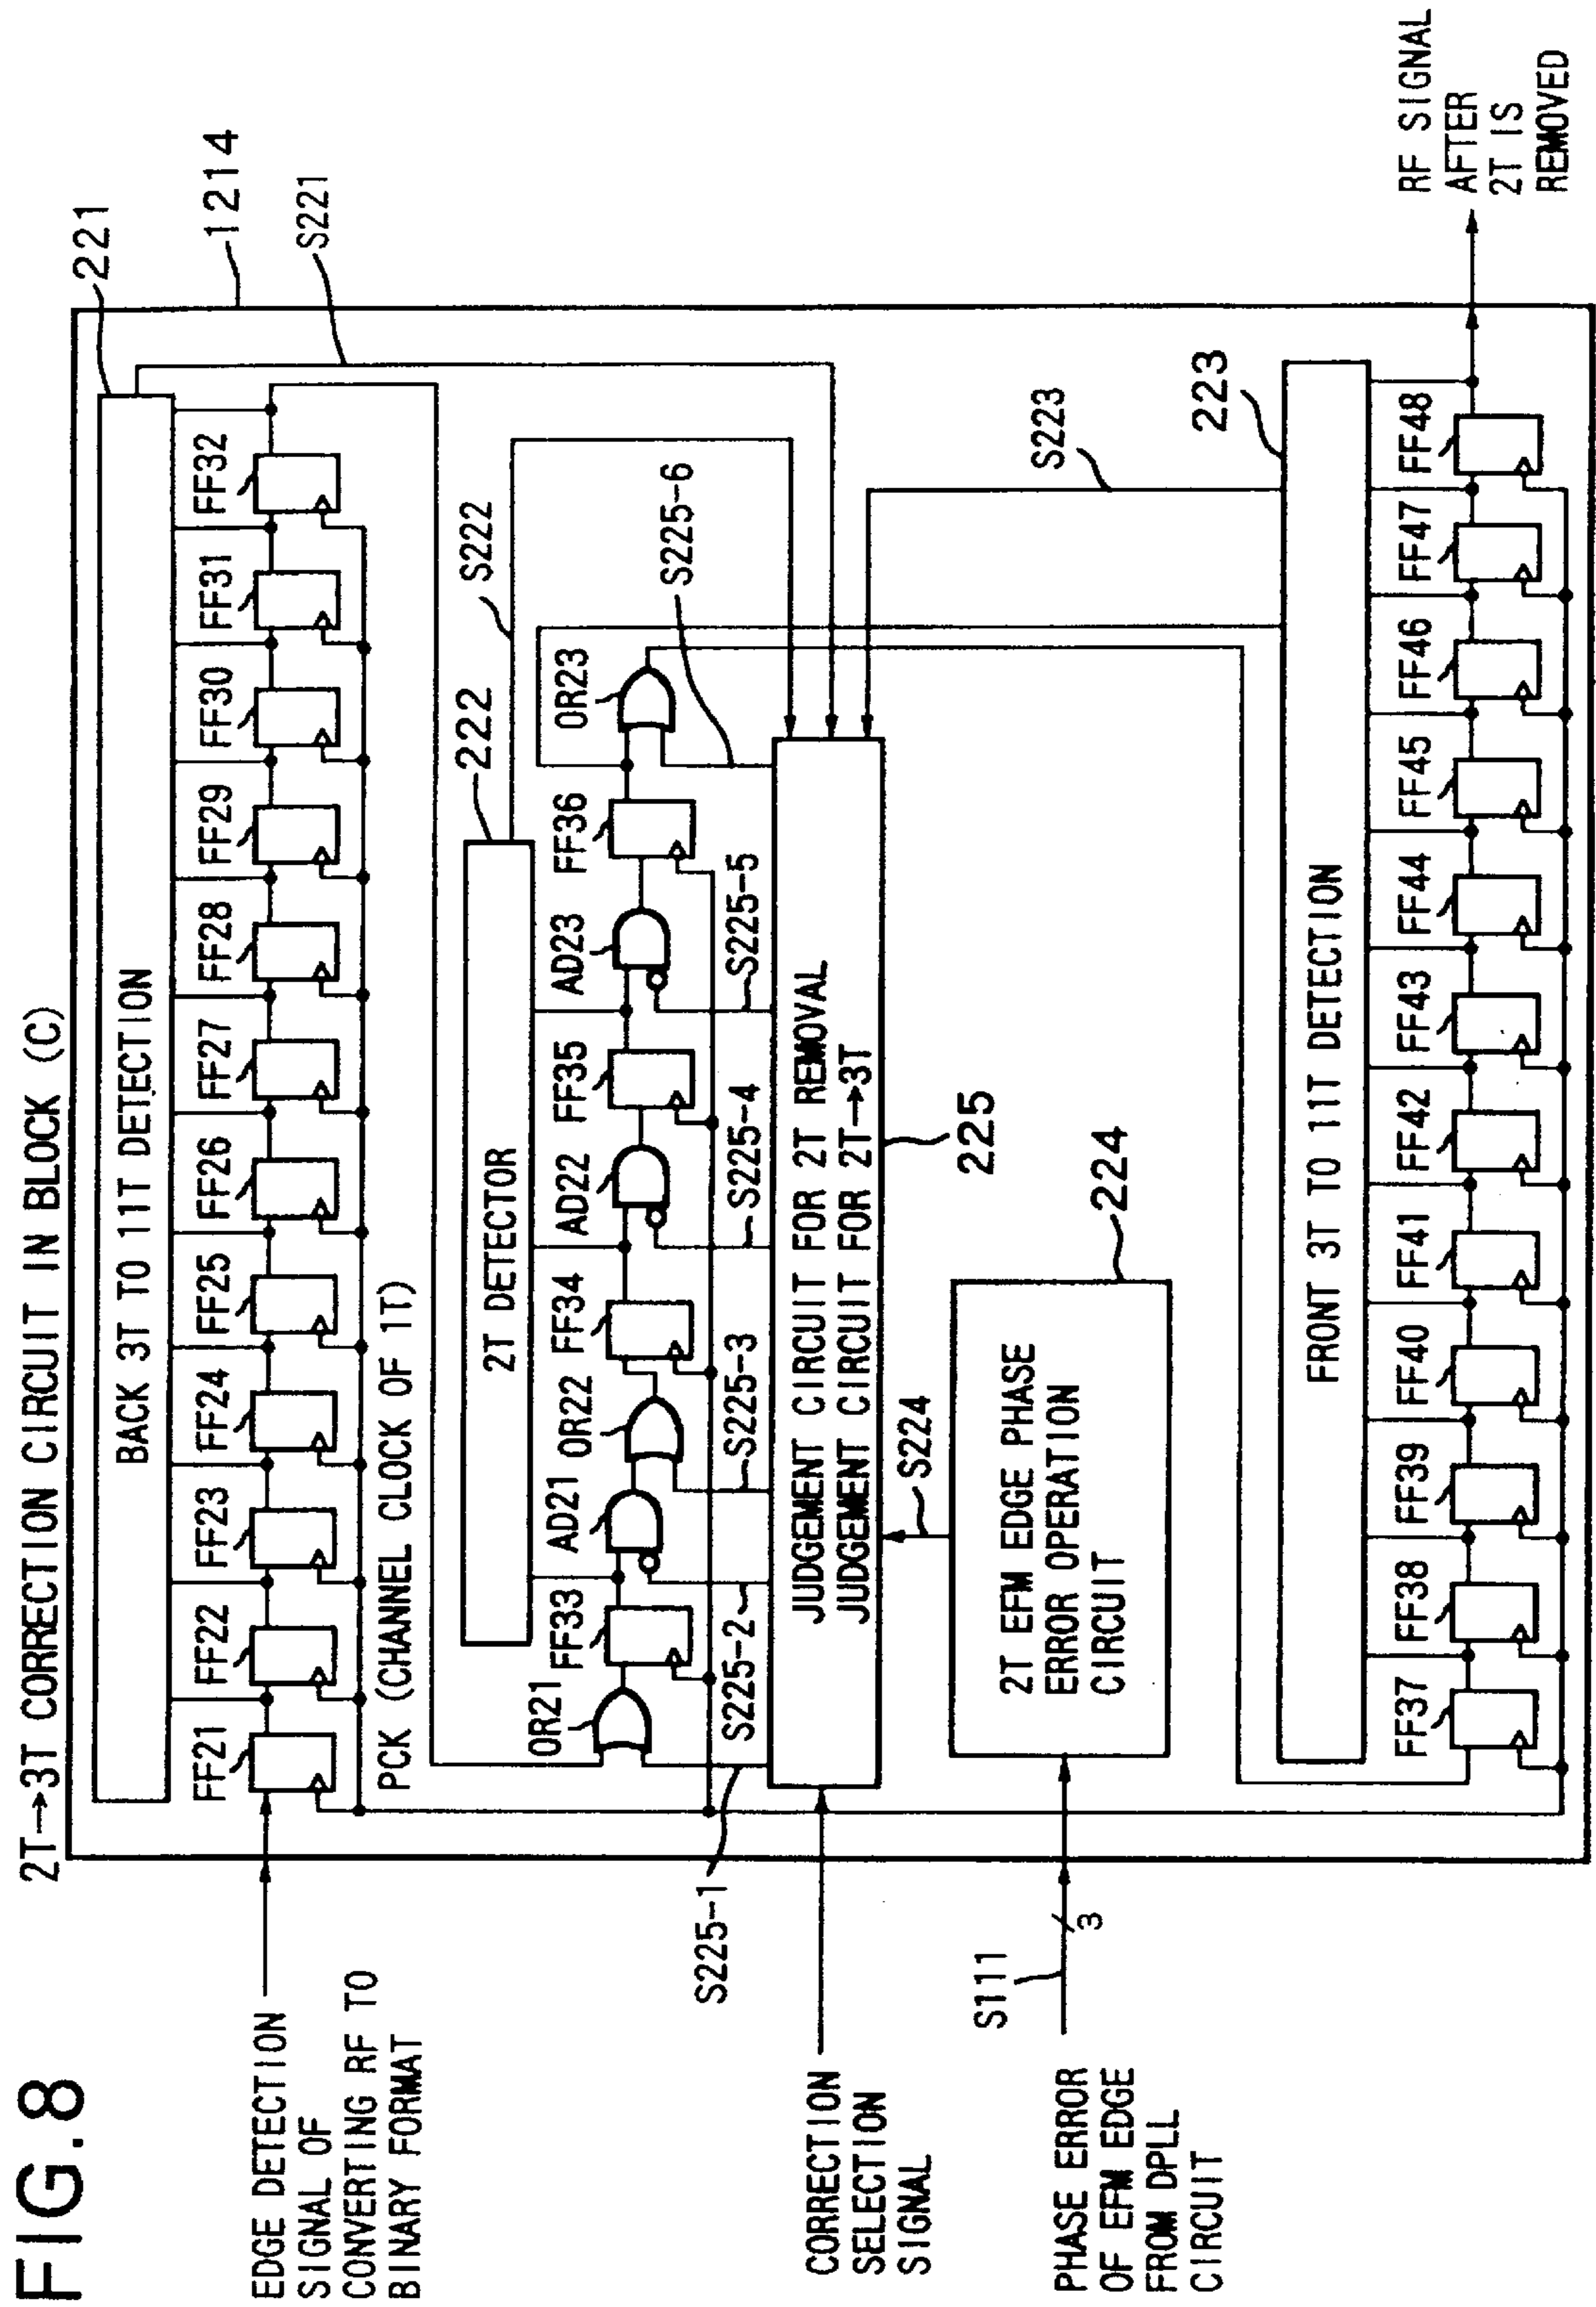 FIG.8
2T→3T CORRECTION CIRCUIT IN BLOCK (C)
221
1214
S221
BACK 3T TO 11T DETECTION
FF21
FF22
FF23
FF24
FF25
FF26
FF27
FF28
FF29
FF30
FF31
FF32
EDGE DETECTION
SIGNAL OF
CONVERTING RF TO
BINARY FORMAT
PCK (CHANNEL CLOCK OF 1T)
2T DETECTOR
222
S222
OR21
FF33
AD21
OR22
FF34
AD22
FF35
AD23
FF36
OR23
S225-1
S225-2
S225-3
S225-4
S225-5
S225-6
CORRECTION
SELECTION
SIGNAL
JUDGEMENT CIRCUIT FOR 2T REMOVAL
JUDGEMENT CIRCUIT FOR 2T→3T
225
S223
S224
S111
3
PHASE ERROR
OF EFM EDGE
FROM DPLL
CIRCUIT
2T EFM EDGE PHASE
ERROR OPERATION
CIRCUIT
224
223
FRONT 3T TO 11T DETECTION
FF37
FF38
FF39
FF40
FF41
FF42
FF43
FF44
FF45
FF46
FF47
FF48
RF SIGNAL
AFTER
2T IS
REMOVED